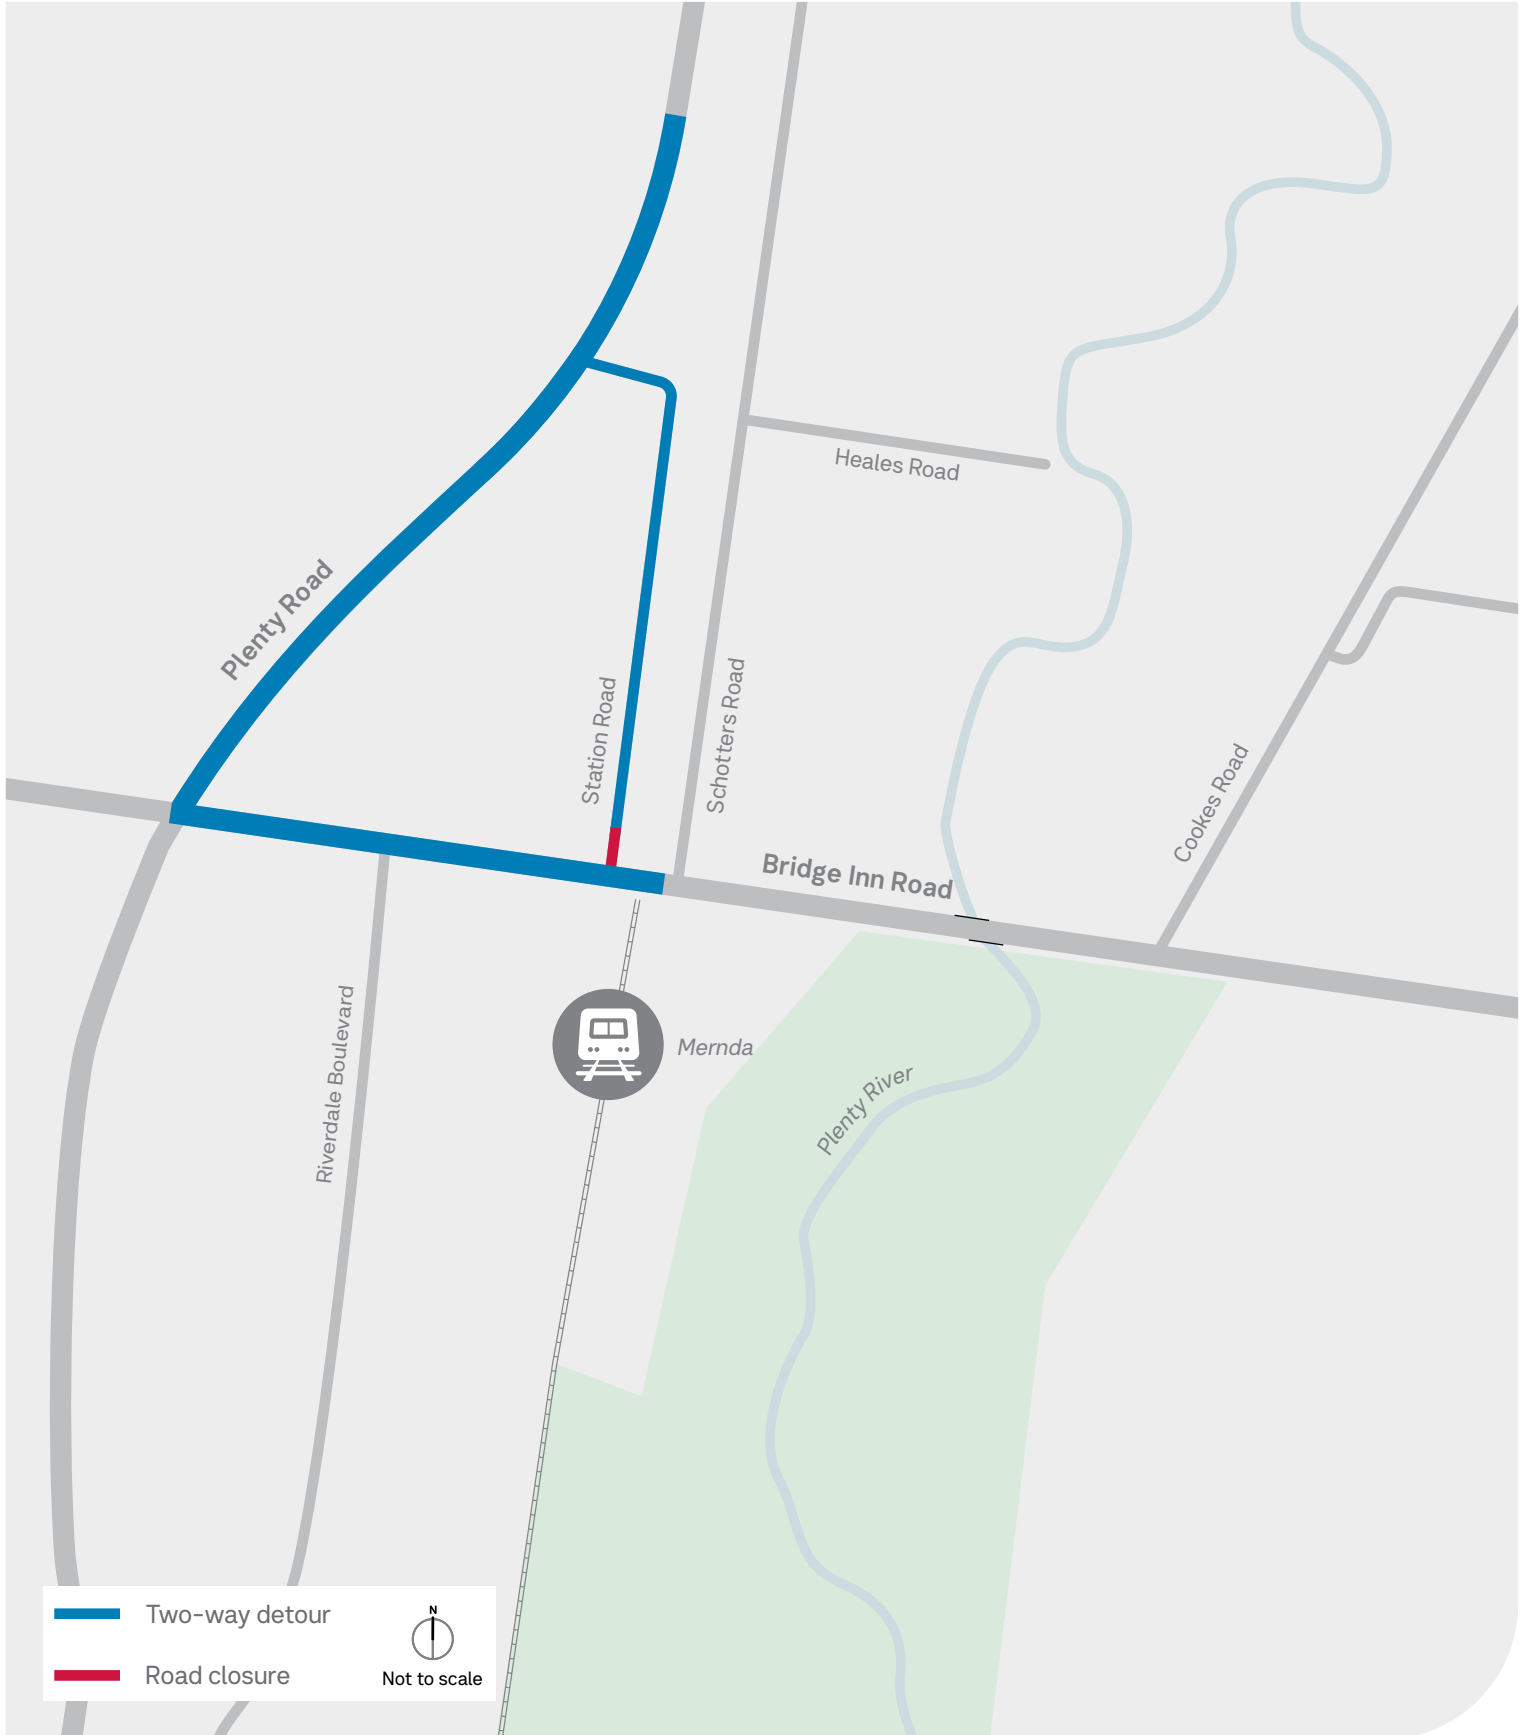 Plenty Road
Heales Road
Station Road
Schotters Road
Cookes Road
Bridge Inn Road
Riverdale Boulevard
Mernda
Plenty River
Two-way detour
Road closure
N
Not to scale